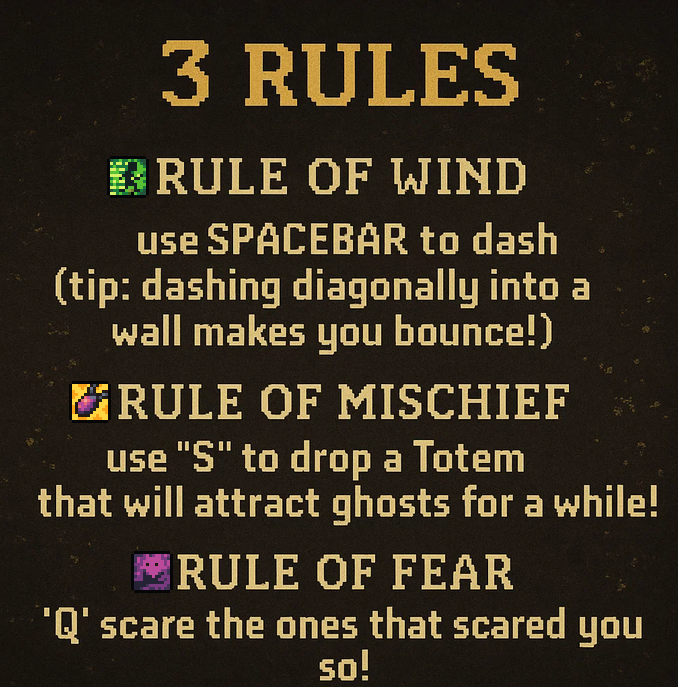 3 RULES
RULE OF WIND
use SPACEBAR to dash
(tip: dashing diagonally into a
wall makes you bounce!)
RULE OF MISCHIEF
use "S" to drop a Totem
that will attract ghosts for a while!
RULE OF FEAR
'Q' scare the ones that scared you
so!